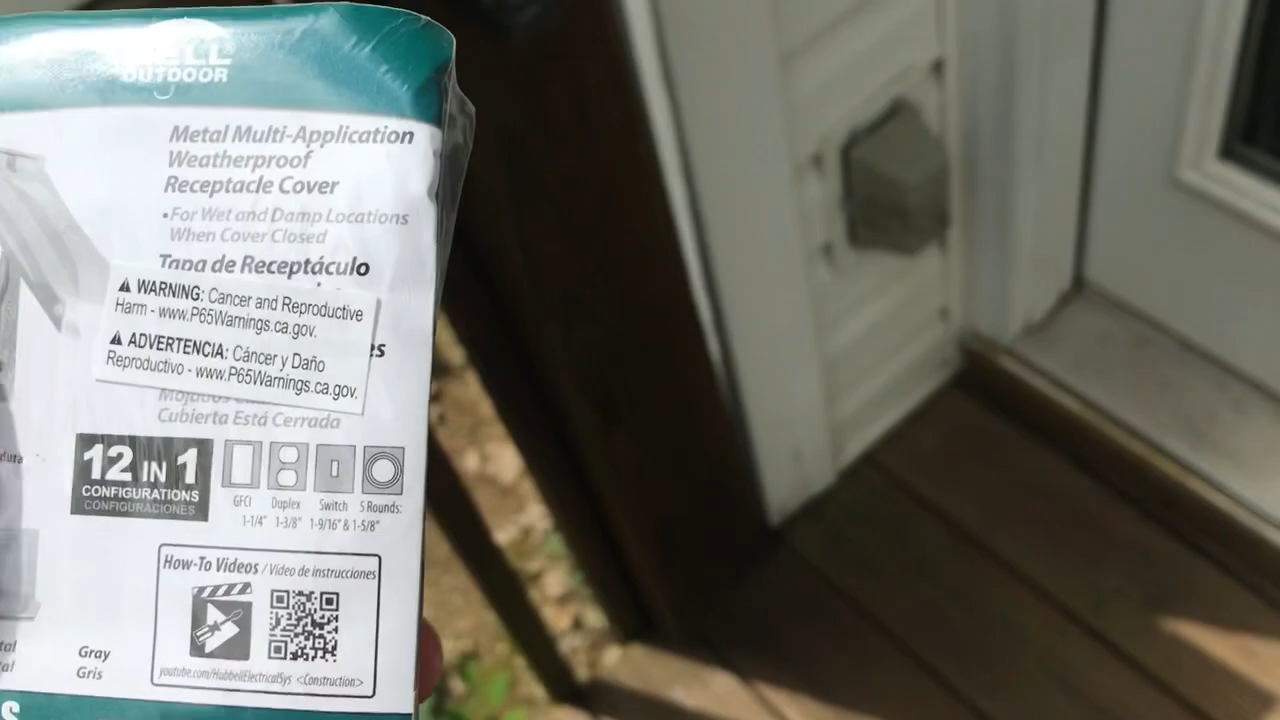 OUTDOOR
Metal Multi-Application
Weatherproof
Receptacle Cover
•For Wet and Damp Locations
When Cover Closed
Tapa de Receptáculo
WARNING: Cancer and Reproductive
Harm - www.P65Warnings.ca.gov.
ADVERTENCIA: Cáncer y Daño
Reproductivo - www.P65Warnings.ca.gov.
Mojados
Cubierta Está Cerrada
12 IN 1
CONFIGURATIONS
CONFIGURACIONES
GFCI Duplex Switch 5 Rounds:
1-1/4" 1-3/8" 1-9/16" & 1-5/8"
How-To Videos / Video de instrucciones
youtube.com/HubbellElectricalSys <Construction>
Gray
Gris